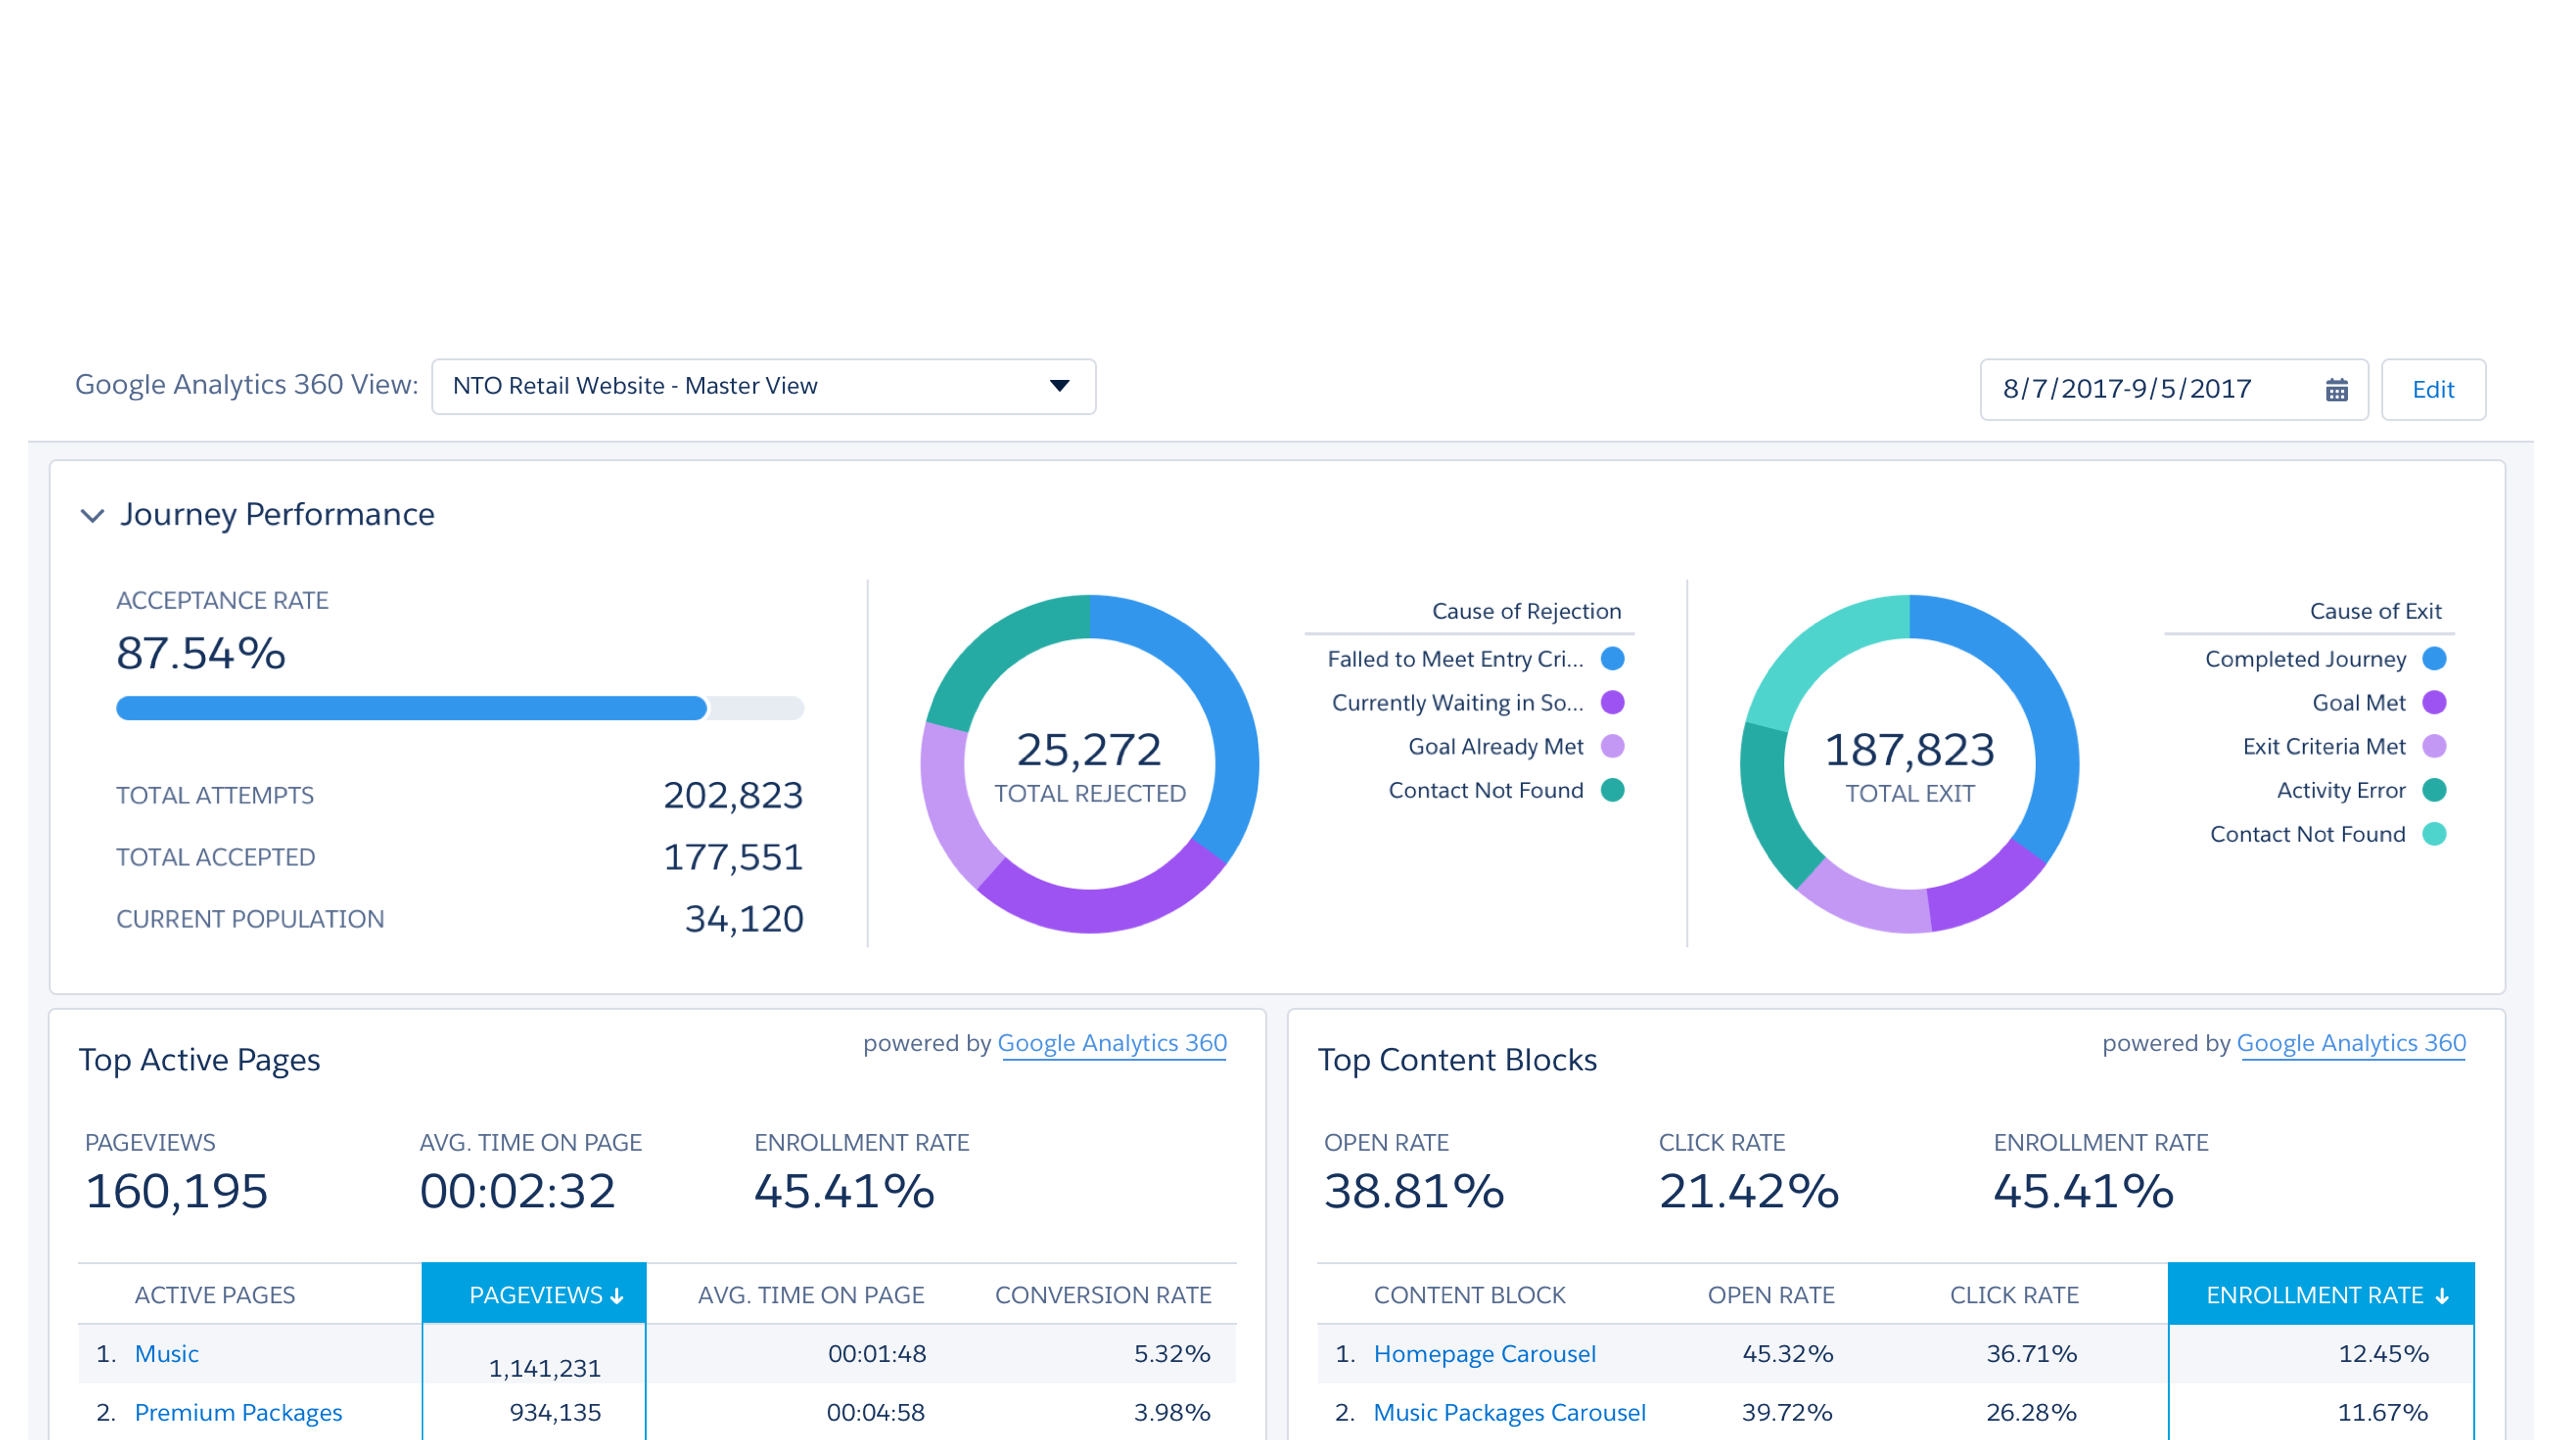 Google Analytics 360 View: NTO Retail Website - Master View 8/7/2017-9/5/2017 Edit
Journey Performance
ACCEPTANCE RATE
87.54%
TOTAL ATTEMPTS 202,823
TOTAL ACCEPTED 177,551
CURRENT POPULATION 34,120
25,272
TOTAL REJECTED
Cause of Rejection
Falled to Meet Entry Cri...
Currently Waiting in So...
Goal Already Met
Contact Not Found
187,823
TOTAL EXIT
Cause of Exit
Completed Journey
Goal Met
Exit Criteria Met
Activity Error
Contact Not Found
Top Active Pages
powered by Google Analytics 360
PAGEVIEWS AVG. TIME ON PAGE ENROLLMENT RATE
160,195 00:02:32 45.41%
ACTIVE PAGES PAGEVIEWS↓ AVG. TIME ON PAGE CONVERSION RATE
1. Music 1,141,231 00:01:48 5.32%
2. Premium Packages 934,135 00:04:58 3.98%
Top Content Blocks
powered by Google Analytics 360
OPEN RATE CLICK RATE ENROLLMENT RATE
38.81% 21.42% 45.41%
CONTENT BLOCK OPEN RATE CLICK RATE ENROLLMENT RATE ↓
1. Homepage Carousel 45.32% 36.71% 12.45%
2. Music Packages Carousel 39.72% 26.28% 11.67%